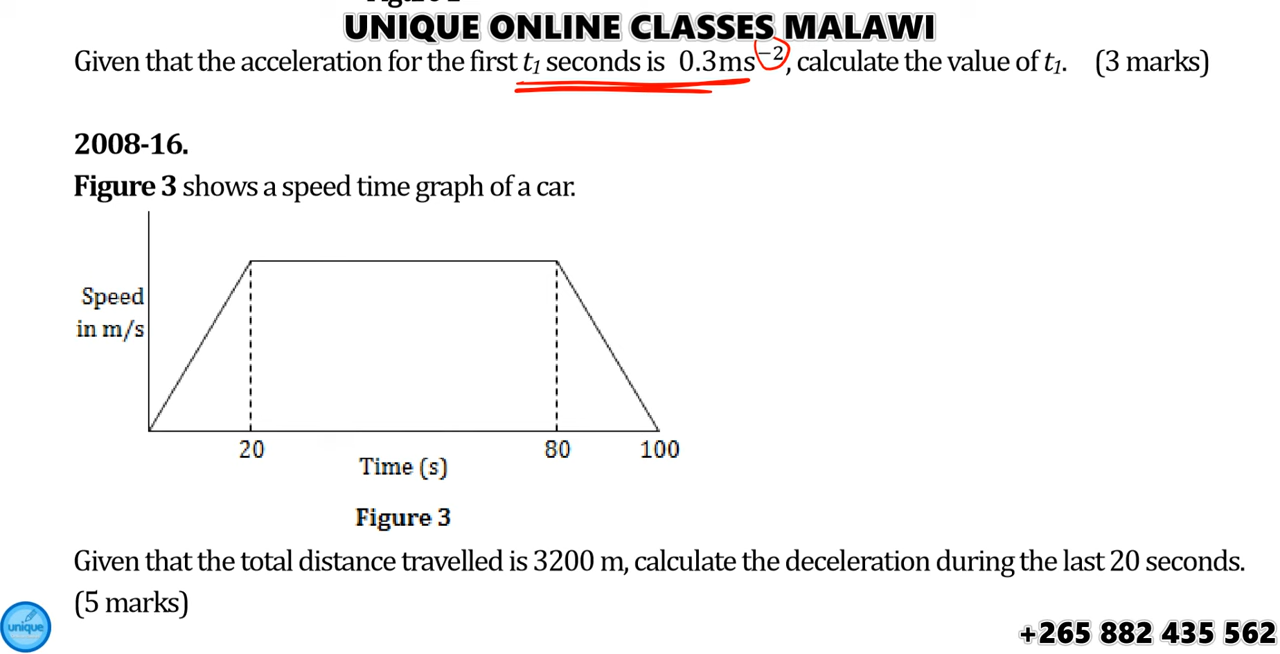 UNIQUE ONLINE CLASSES MALAWI
Given that the acceleration for the first t₁ seconds is 0.3ms⁻², calculate the value of t₁. (3 marks)
2008-16.
Figure 3 shows a speed time graph of a car.
Speed
in m/s
20 80 100
Time (s)
Figure 3
Given that the total distance travelled is 3200 m, calculate the deceleration during the last 20 seconds.
(5 marks)
unique
+265 882 435 562